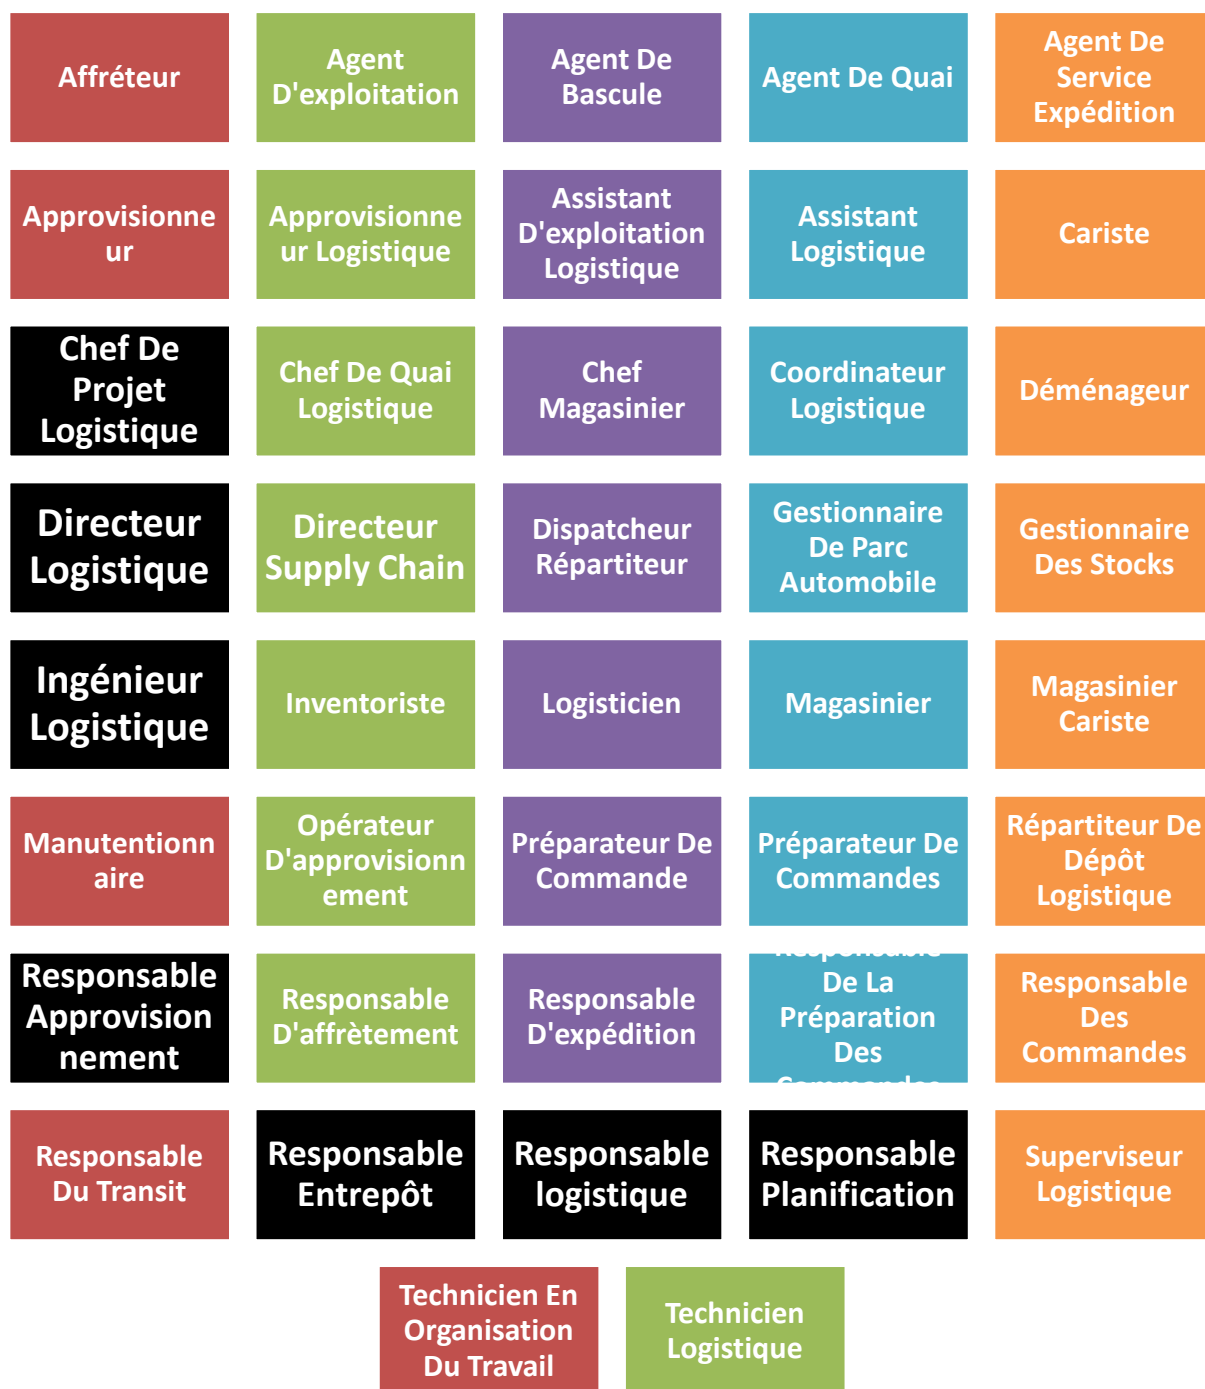 Affréteur
Agent
D'exploitation
Agent De
Bascule
Agent De Quai
Agent De
Service
Expédition
Approvisionne
ur
Approvisionne
ur Logistique
Assistant
D'exploitation
Logistique
Assistant
Logistique
Cariste
Chef De
Projet
Logistique
Chef De Quai
Logistique
Chef
Magasinier
Coordinateur
Logistique
Déménageur
Directeur
Logistique
Directeur
Supply Chain
Dispatcheur
Répartiteur
Gestionnaire
De Parc
Automobile
Gestionnaire
Des Stocks
Ingénieur
Logistique
Inventoriste
Logisticien
Magasinier
Magasinier
Cariste
Manutentionn
aire
Opérateur
D'approvisionn
ement
Préparateur De
Commande
Préparateur De
Commandes
Répartiteur De
Dépôt
Logistique
Responsable
Approvision
nement
Responsable
D'affrètement
Responsable
D'expédition
Responsable
De La
Préparation
Des
Commandes
Responsable
Des
Commandes
Responsable
Du Transit
Responsable
Entrepôt
Responsable
logistique
Responsable
Planification
Superviseur
Logistique
Technicien En
Organisation
Du Travail
Technicien
Logistique